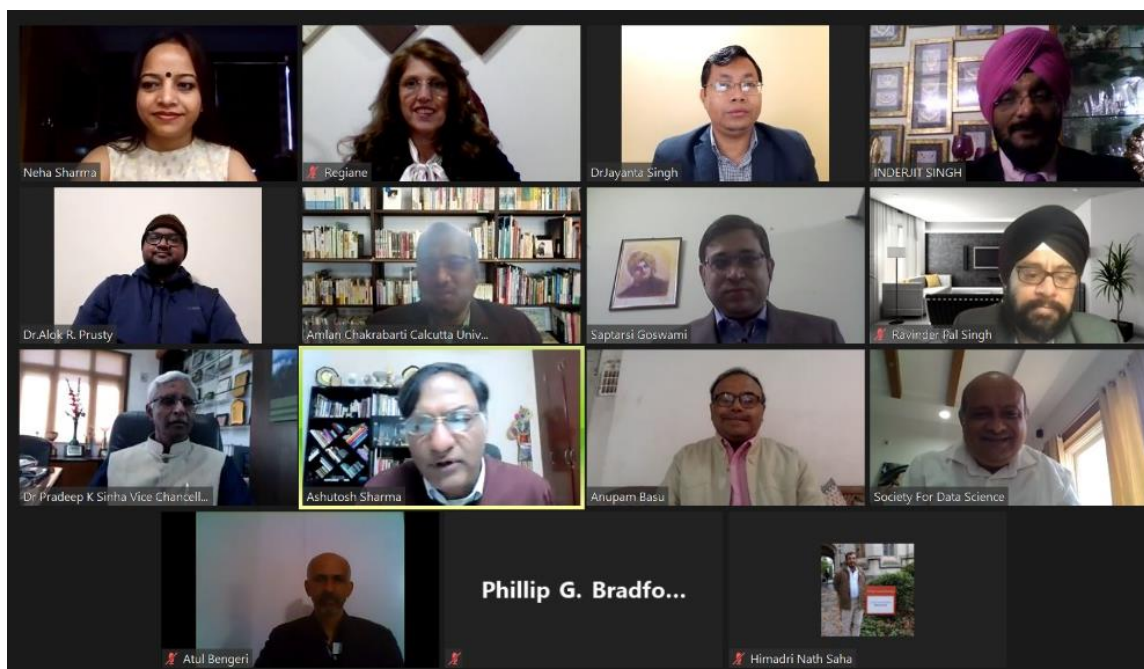 Neha Sharma
Regiane
Dr.Jayanta Singh
INDERJIT SINGH
Dr.Alok R. Prusty
Amlan Chakrabarti Calcutta Univ...
Saptarsi Goswami
Ravinder Pal Singh
Dr Pradeep K Sinha Vice Chancell...
Ashutosh Sharma
Anupam Basu
Society For Data Science
Atul Bengeri
Phillip G. Bradfo...
Himadri Nath Saha